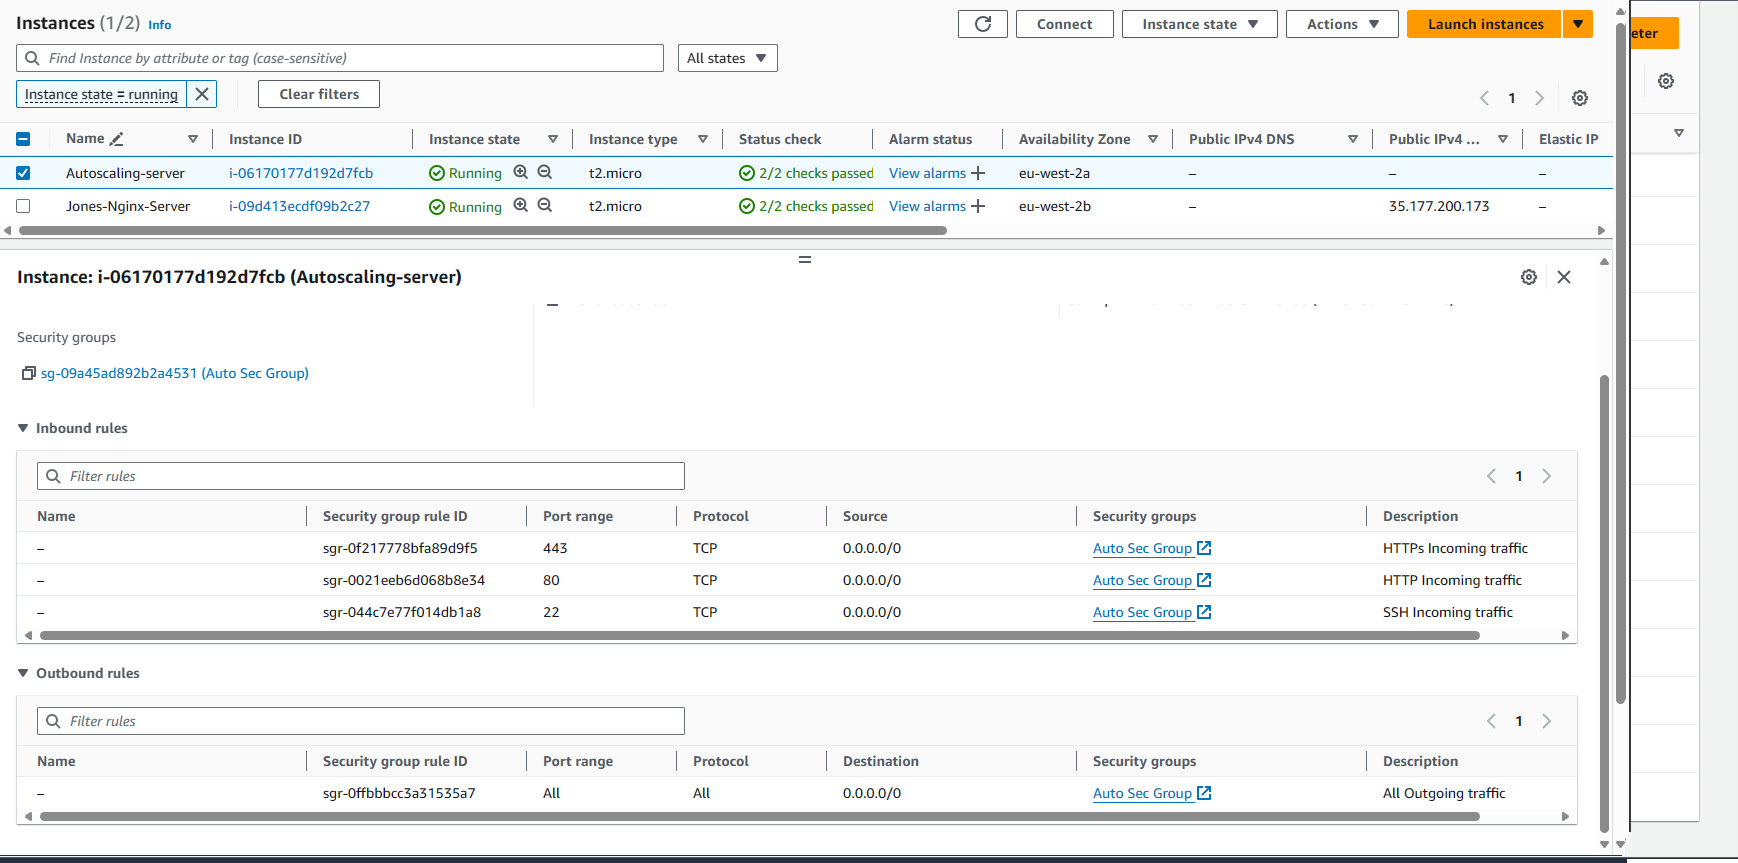 Instances (1/2) Info
Connect Instance state Actions Launch instances
eter
Find Instance by attribute or tag (case-sensitive) All states
Instance state = running Clear filters
1
Name Instance ID Instance state Instance type Status check Alarm status Availability Zone Public IPv4 DNS Public IPv4 ... Elastic IP
Autoscaling-server i-06170177d192d7fcb Running t2.micro 2/2 checks passed View alarms + eu-west-2a – – –
Jones-Nginx-Server i-09d413ecdf09b2c27 Running t2.micro 2/2 checks passed View alarms + eu-west-2b – 35.177.200.173 –
Instance: i-06170177d192d7fcb (Autoscaling-server)
Security groups
sg-09a45ad892b2a4531 (Auto Sec Group)
Inbound rules
Filter rules 1
Name Security group rule ID Port range Protocol Source Security groups Description
– sgr-0f217778bfa89d9f5 443 TCP 0.0.0.0/0 Auto Sec Group HTTPs Incoming traffic
– sgr-0021eeb6d068b8e34 80 TCP 0.0.0.0/0 Auto Sec Group HTTP Incoming traffic
– sgr-044c7e77f014db1a8 22 TCP 0.0.0.0/0 Auto Sec Group SSH Incoming traffic
Outbound rules
Filter rules 1
Name Security group rule ID Port range Protocol Destination Security groups Description
– sgr-0ffbbbcc3a31535a7 All All 0.0.0.0/0 Auto Sec Group All Outgoing traffic